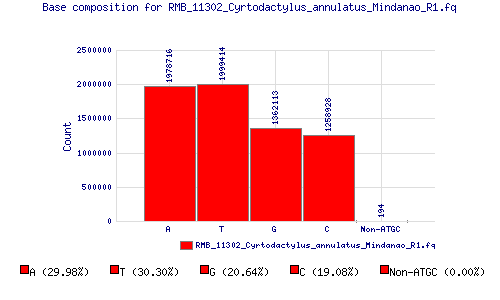 Base composition for RMB_11302_Cyrtodactylus_annulatus_Mindanao_R1.fq
2500000
2000000
1500000
1000000
500000
0
Count
1978716
1999414
1362113
1258928
194
A T G C Non-ATGC
RMB_11302_Cyrtodactylus_annulatus_Mindanao_R1.fq
A (29.98%) T (30.30%) G (20.64%) C (19.08%) Non-ATGC (0.00%)